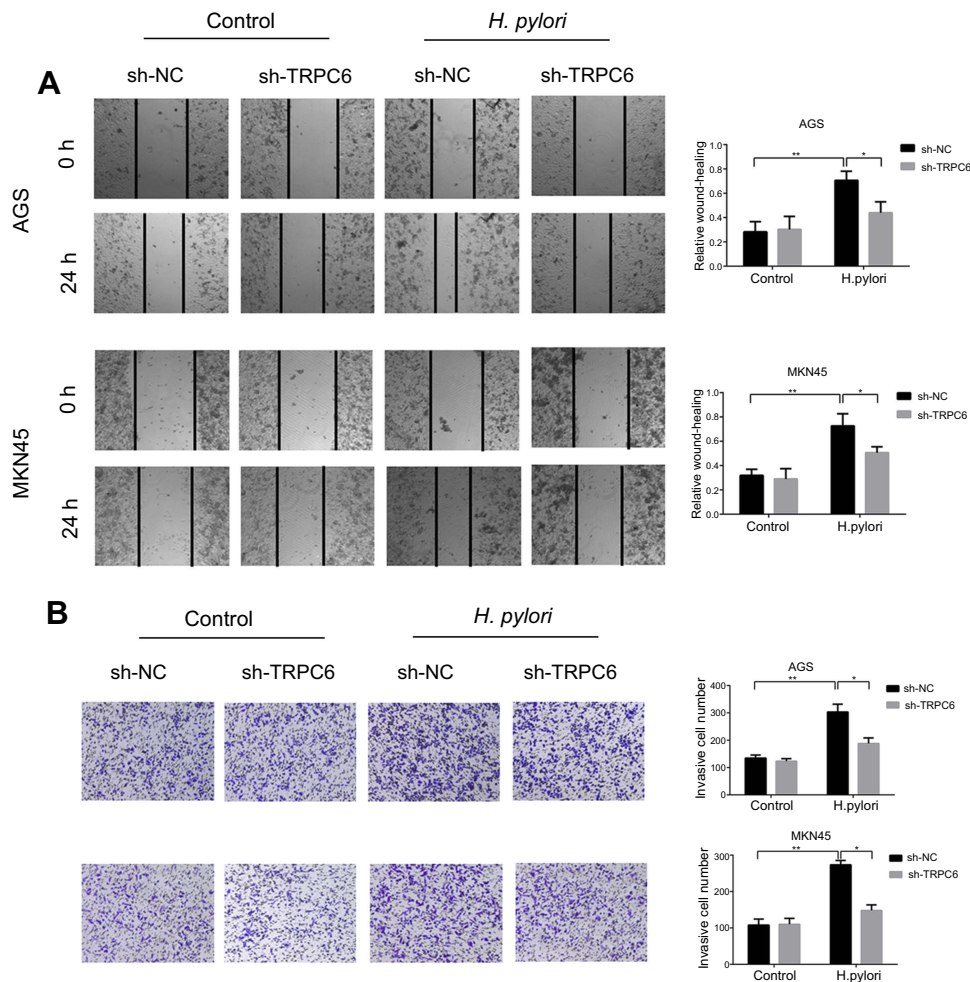 Control H. pylori
sh-NC sh-TRPC6 sh-NC sh-TRPC6
A
0 h
AGS
24 h
0 h
MKN45
24 h
AGS
sh-NC
sh-TRPC6
** *
Relative wound-healing
1.0
0.8
0.6
0.4
0.2
0.0
Control H.pylori
MKN45
sh-NC
sh-TRPC6
** *
Relative wound-healing
1.0
0.8
0.6
0.4
0.2
0.0
Control H.pylori
B
Control H. pylori
sh-NC sh-TRPC6 sh-NC sh-TRPC6
AGS
sh-NC
sh-TRPC6
** *
Invasive cell number
400
300
200
100
0
Control H.pylori
MKN45
sh-NC
sh-TRPC6
** *
Invasive cell number
300
200
100
0
Control H.pylori